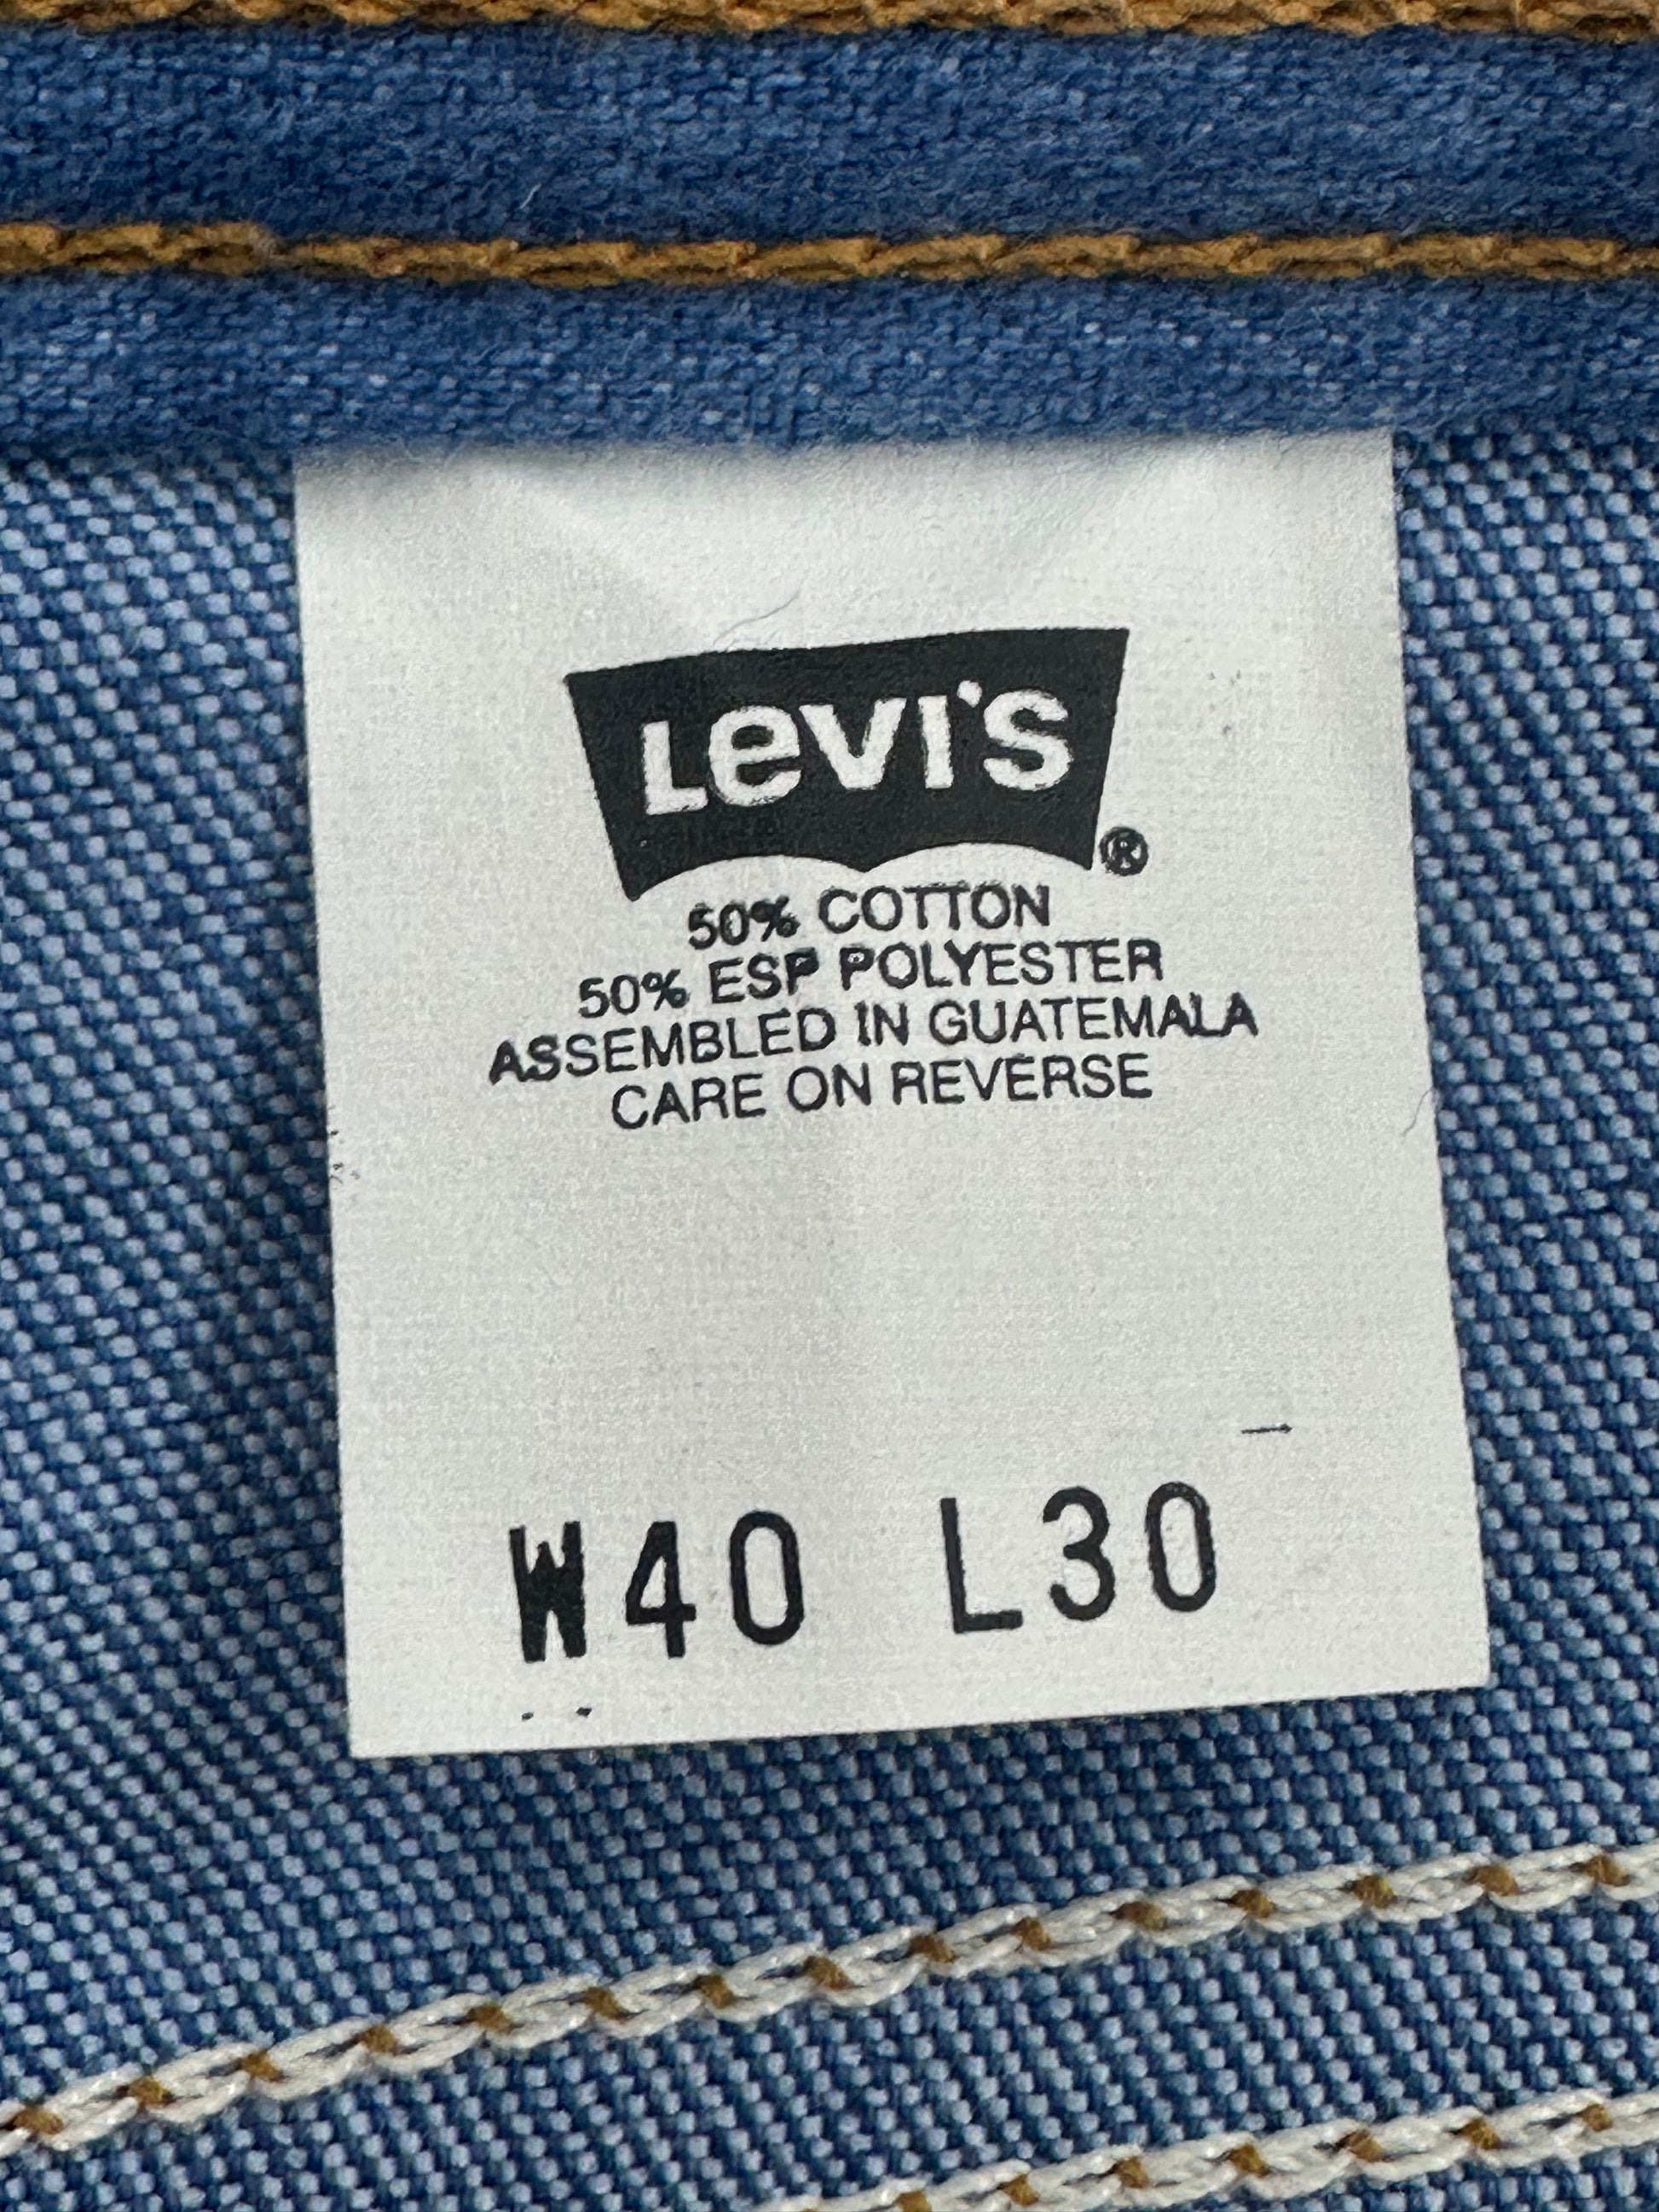 Levi's
®
50% COTTON
50% ESP POLYESTER
ASSEMBLED IN GUATEMALA
CARE ON REVERSE
W40 L30